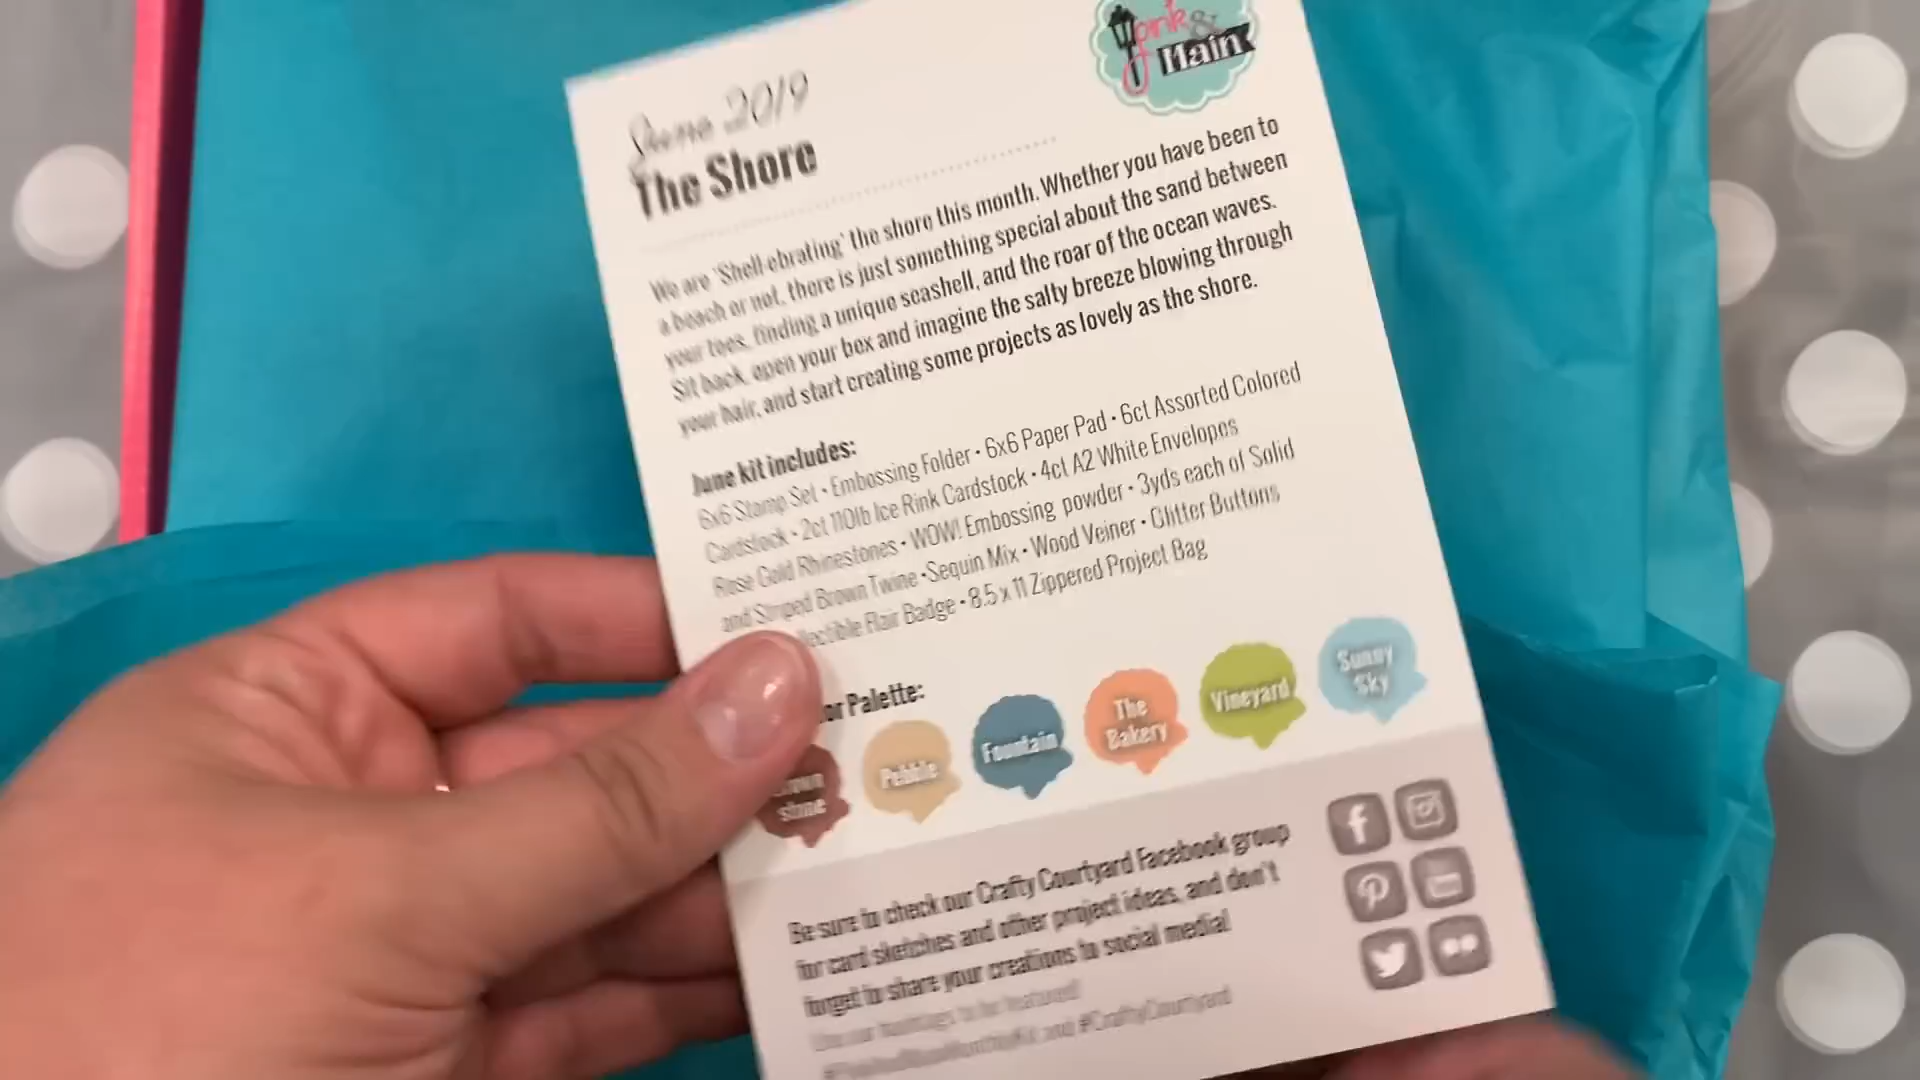 Pink&
Main
June 2019
The Shore
We are 'Shell-ebrating' the shore this month. Whether you have been to
a beach or not, there is just something special about the sand between
your toes, finding a unique seashell, and the roar of the ocean waves.
Sit back, open your box and imagine the salty breeze blowing through
your hair, and start creating some projects as lovely as the shore.
June kit includes:
6x6 Stamp Set • Embossing Folder • 6x6 Paper Pad • 6ct Assorted Colored
Cardstock • 2ct 110lb Ice Rink Cardstock • 4ct A2 White Envelopes
Rose Gold Rhinestones • WOW! Embossing powder • 3yds each of Solid
and Striped Brown Twine •Sequin Mix • Wood Veiner • Glitter Buttons
Flair Badge • 8.5 x 11 Zippered Project Bag
Palette:
stone
Pebble
Fountain
The
Bakery
Vineyard
Sunny
Sky
Be sure to check our Crafty Courtyard Facebook group
for card sketches and other project ideas, and don't
forget to share your creations to social media!
Use our hashtags to be featured!
and #CraftyCourtyard